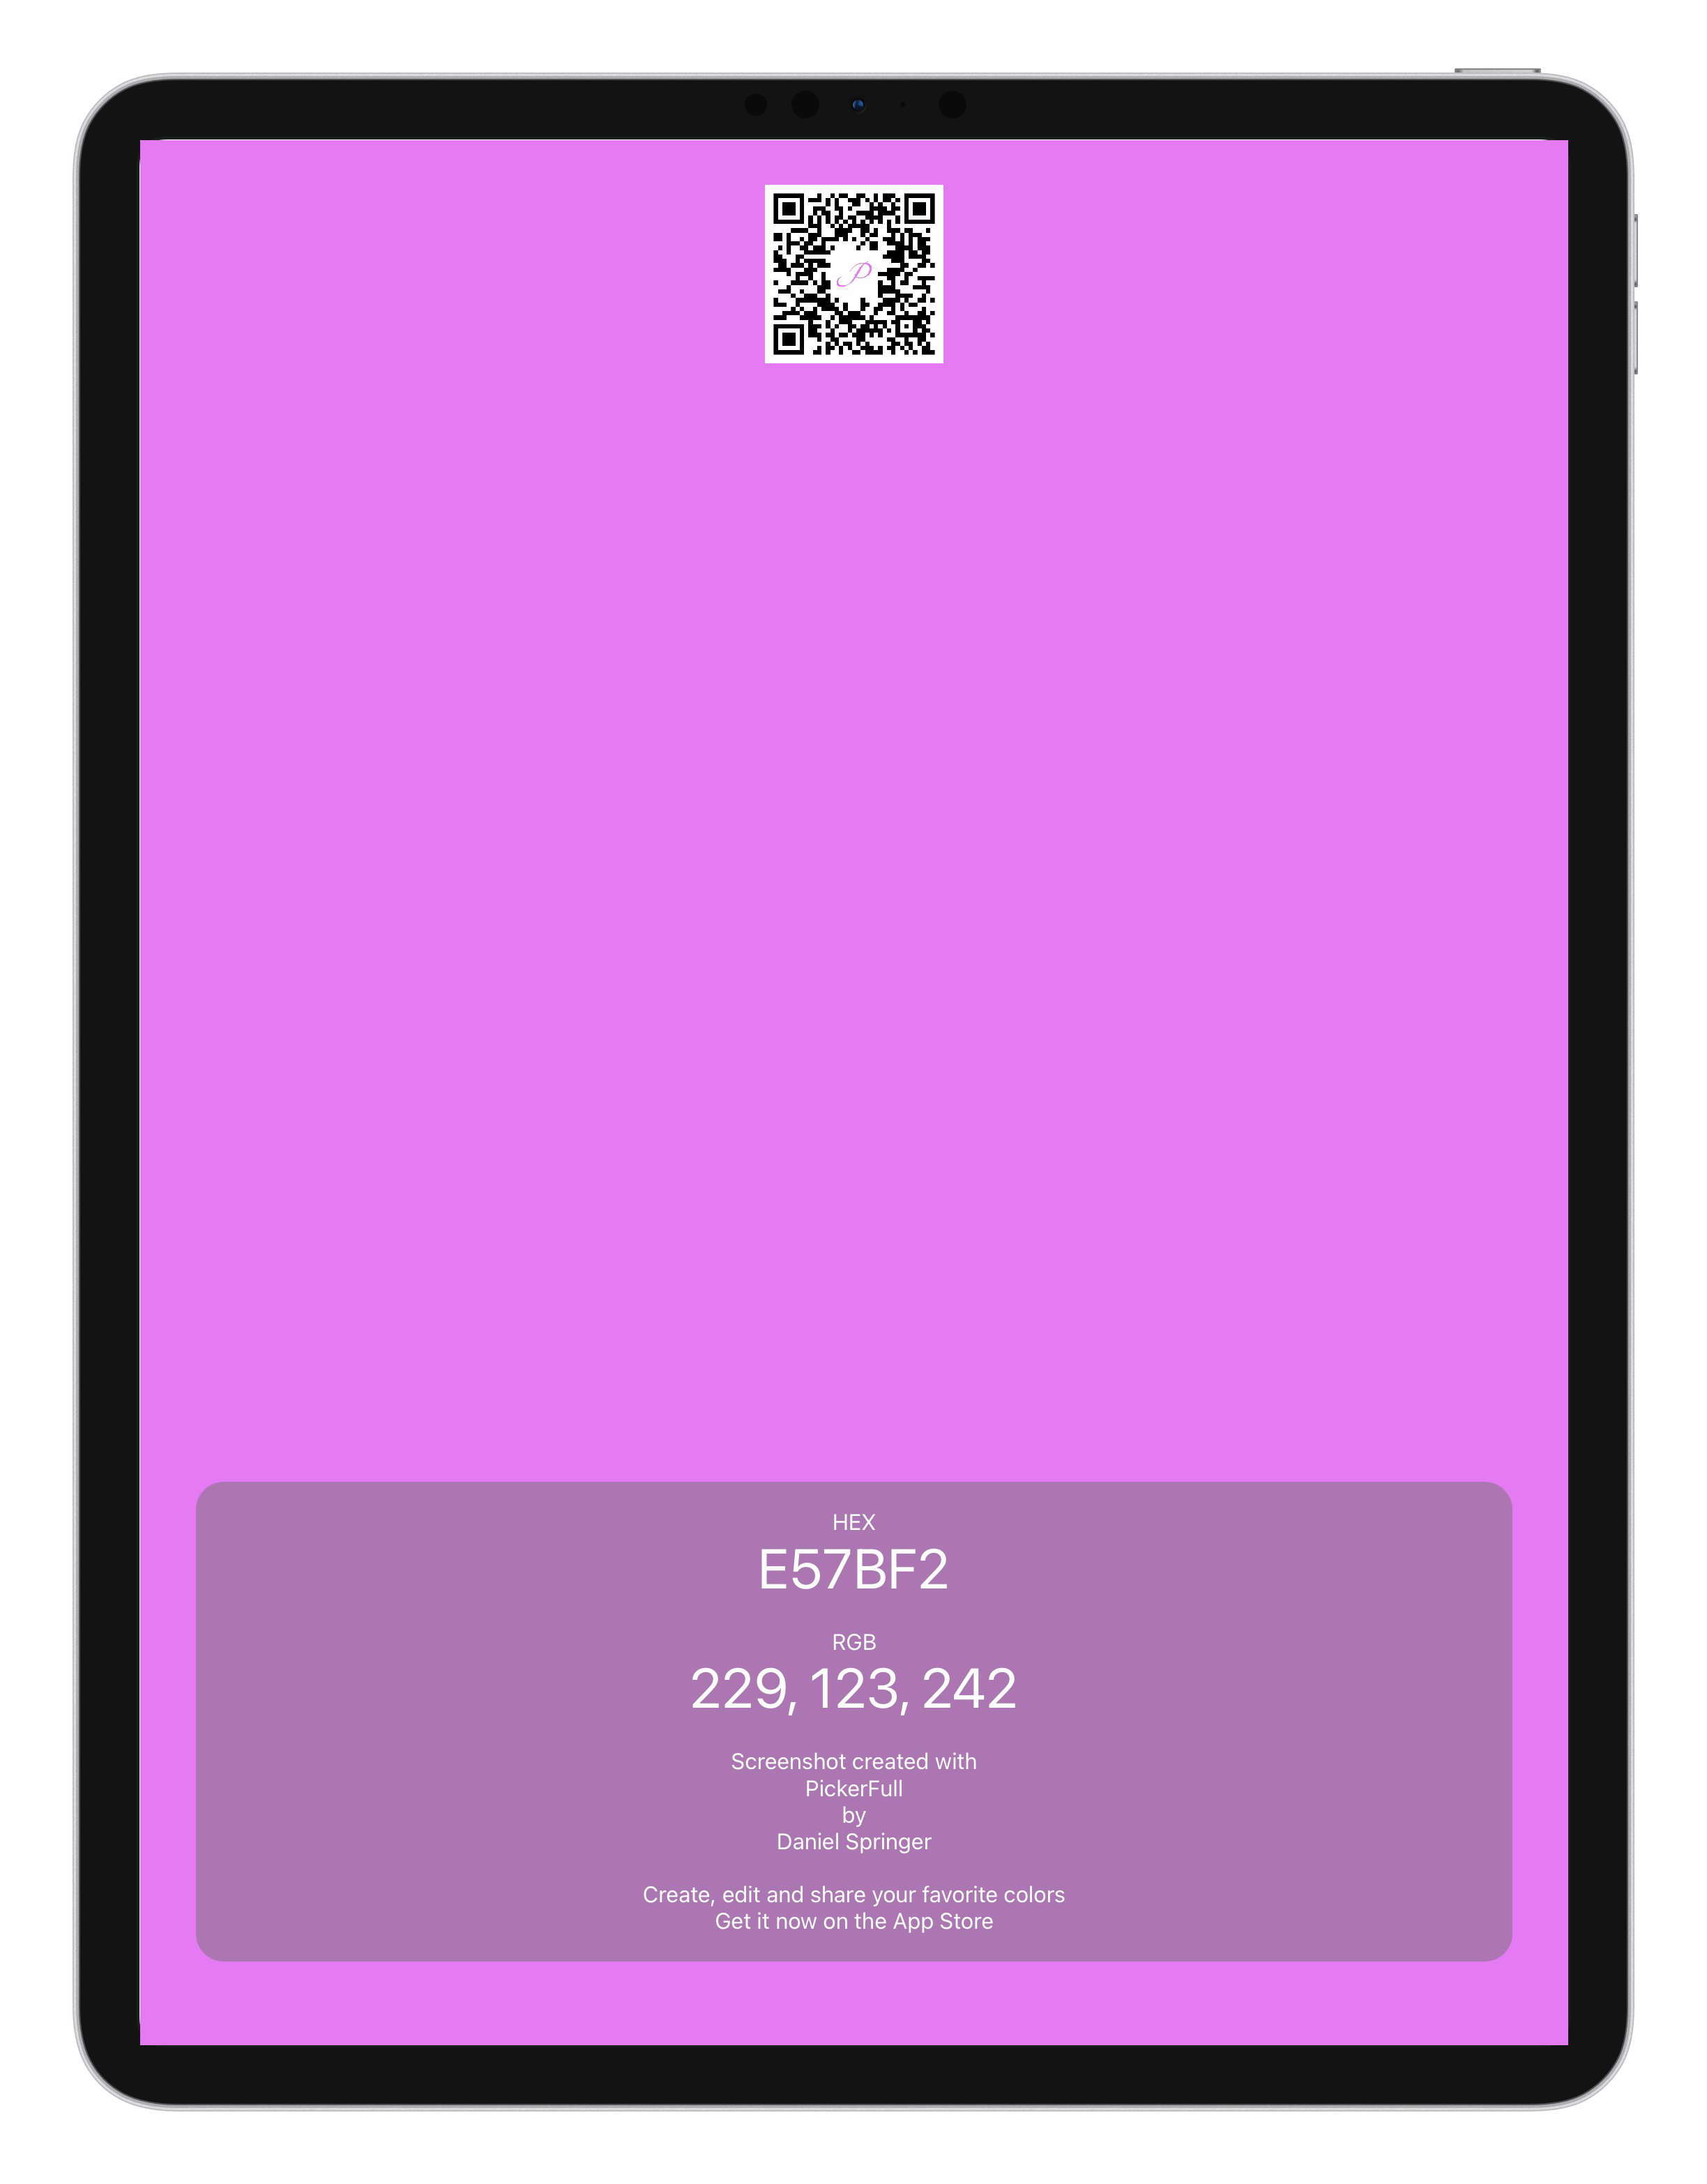 P
HEX
E57BF2
RGB
229, 123, 242
Screenshot created with
PickerFull
by
Daniel Springer
Create, edit and share your favorite colors
Get it now on the App Store